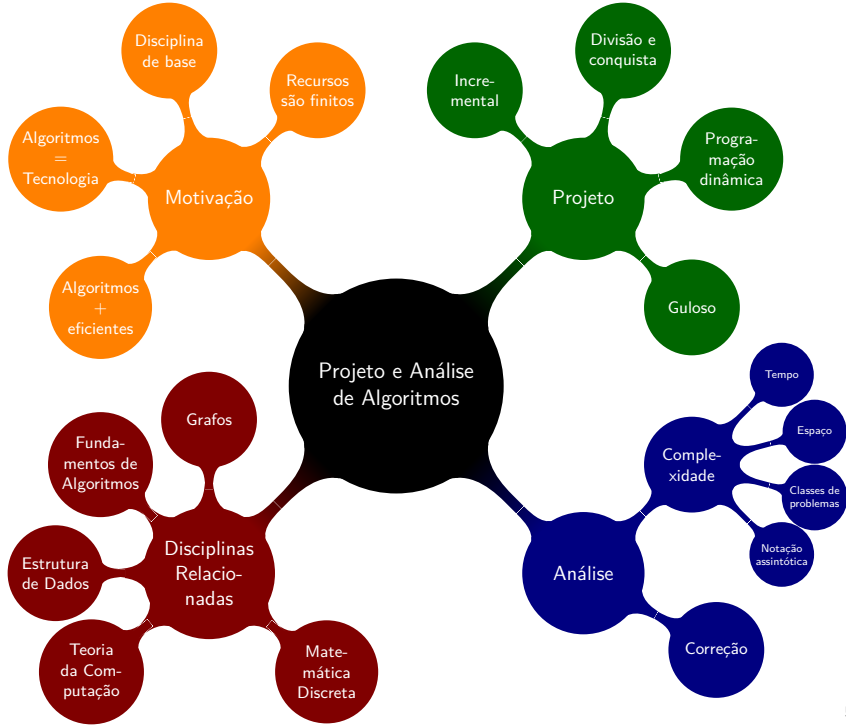 Disciplina
de base
Recursos
são finitos
Algoritmos
=
Tecnologia
Motivação
Algoritmos
+
eficientes
Incre-
mental
Divisão e
conquista
Progra-
mação
dinâmica
Projeto
Guloso
Projeto e Análise
de Algoritmos
Grafos
Funda-
mentos de
Algoritmos
Estrutura
de Dados
Disciplinas
Relacio-
nadas
Teoria
da Com-
putação
Mate-
mática
Discreta
Tempo
Espaço
Comple-
xidade
Classes de
problemas
Notação
assintótica
Análise
Correção